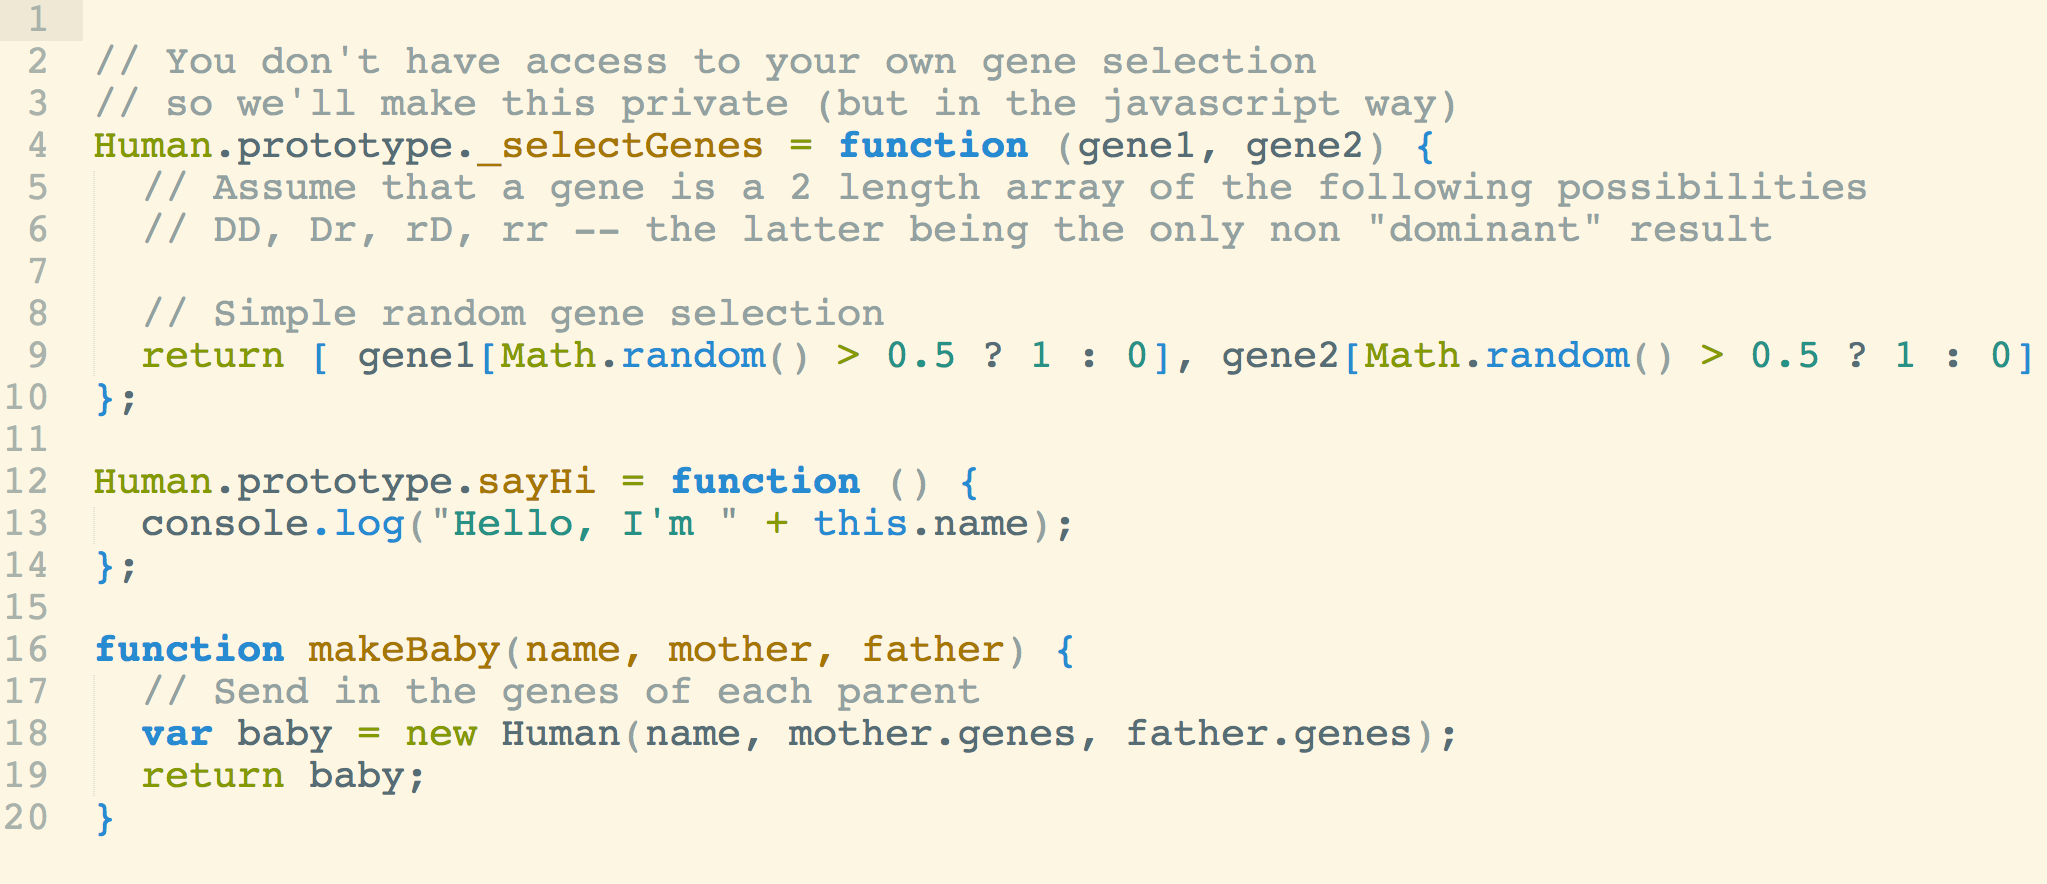 1
2 // You don't have access to your own gene selection
3 // so we'll make this private (but in the javascript way)
4 Human.prototype._selectGenes = function (gene1, gene2) {
5   // Assume that a gene is a 2 length array of the following possibilities
6   // DD, Dr, rD, rr -- the latter being the only non "dominant" result
7
8   // Simple random gene selection
9   return [ gene1[Math.random() > 0.5 ? 1 : 0], gene2[Math.random() > 0.5 ? 1 : 0]
10 };
11
12 Human.prototype.sayHi = function () {
13   console.log("Hello, I'm " + this.name);
14 };
15
16 function makeBaby(name, mother, father) {
17   // Send in the genes of each parent
18   var baby = new Human(name, mother.genes, father.genes);
19   return baby;
20 }